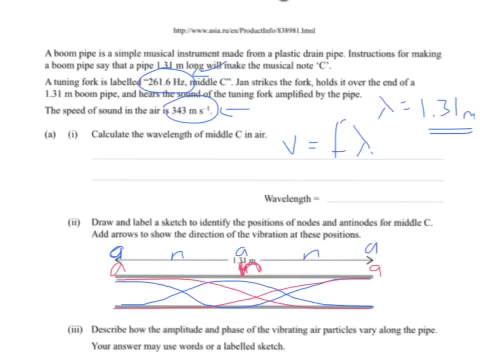 http://www.asia.ru/en/ProductInfo/838981.html
A boom pipe is a simple musical instrument made from a plastic drain pipe. Instructions for making
a boom pipe say that a pipe 1.31 m long will make the musical note ‘C’.
A tuning fork is labelled “261.6 Hz, middle C”. Jan strikes the fork, holds it over the end of a
1.31 m boom pipe, and hears the sound of the tuning fork amplified by the pipe.
The speed of sound in the air is 343 m s⁻¹.
λ = 1.31 m
(a) (i) Calculate the wavelength of middle C in air.
v = f λ
Wavelength =
(ii) Draw and label a sketch to identify the positions of nodes and antinodes for middle C.
Add arrows to show the direction of the vibration at these positions.
a n a n a
1.31 m
a n a
(iii) Describe how the amplitude and phase of the vibrating air particles vary along the pipe.
Your answer may use words or a labelled sketch.